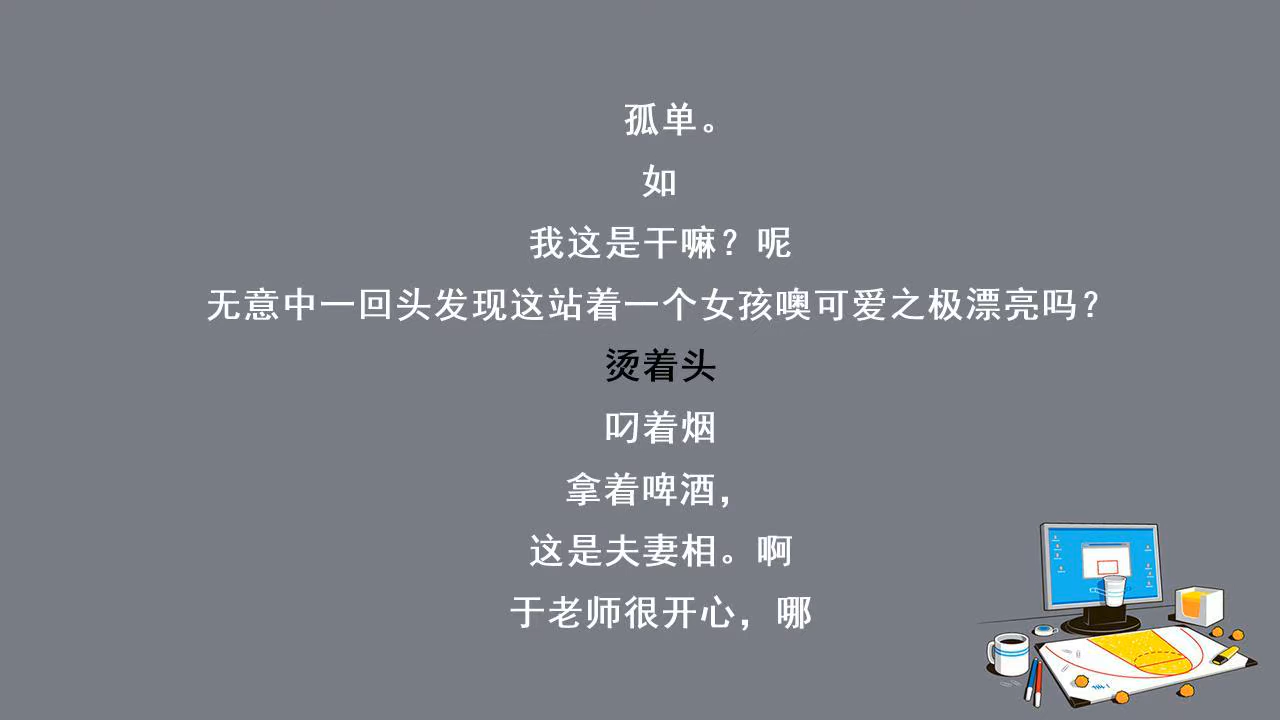 孤单。
如
我这是干嘛？呢
无意中一回头发现这站着一个女孩噢可爱之极漂亮吗？
烫着头
叼着烟
拿着啤酒，
这是夫妻相。啊
于老师很开心，哪